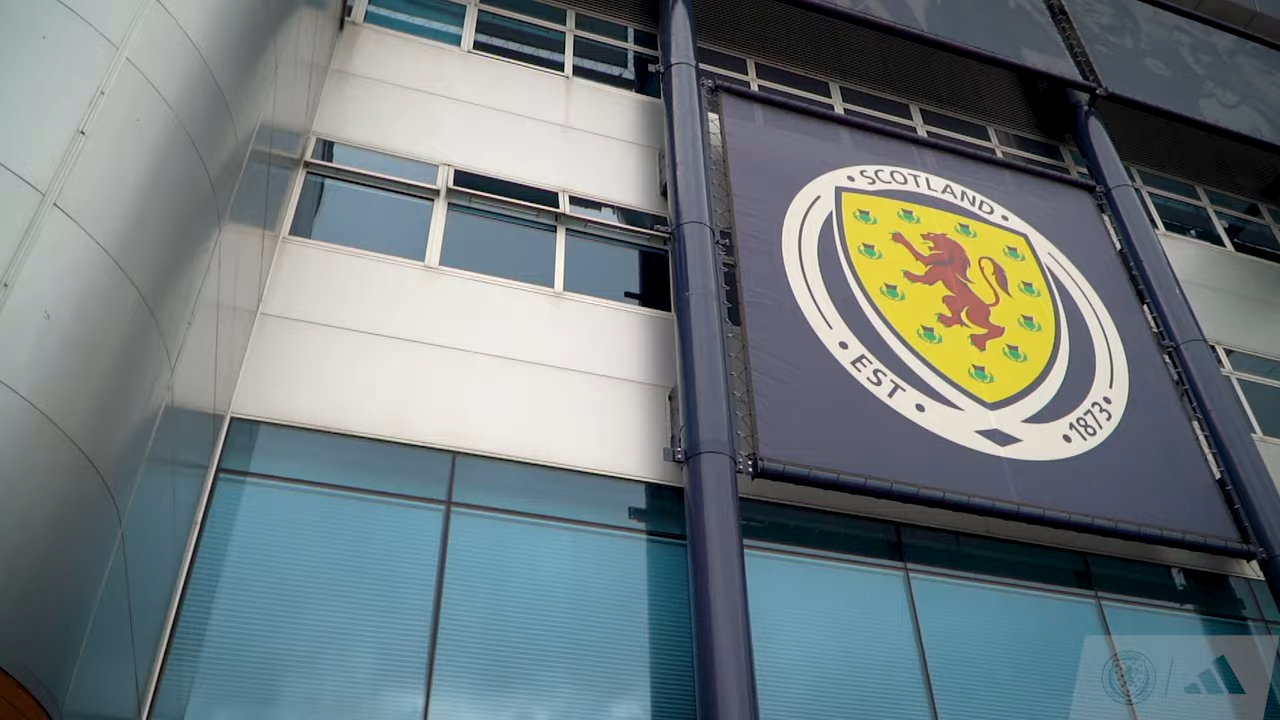 • SCOTLAND •
• EST •
• 1873 •